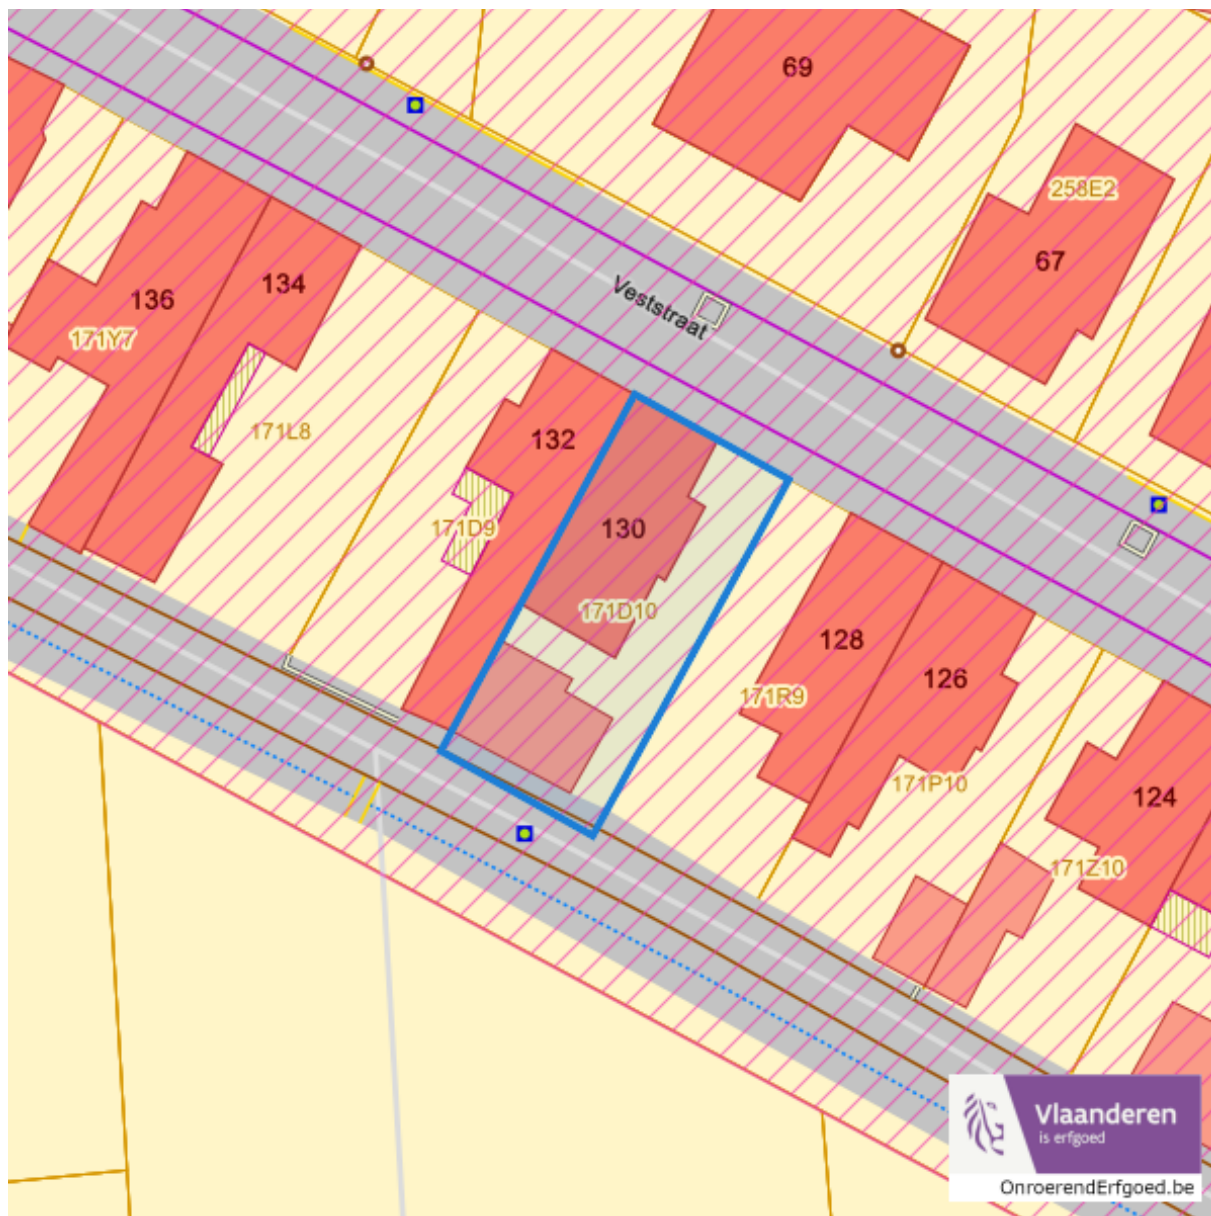 69
258E2
67
136
134
171Y7
Veststraat
171L8
132
130
171D9
171D10
128
126
171R9
171P10
124
171Z10
Vlaanderen
is erfgoed
OnroerendErfgoed.be